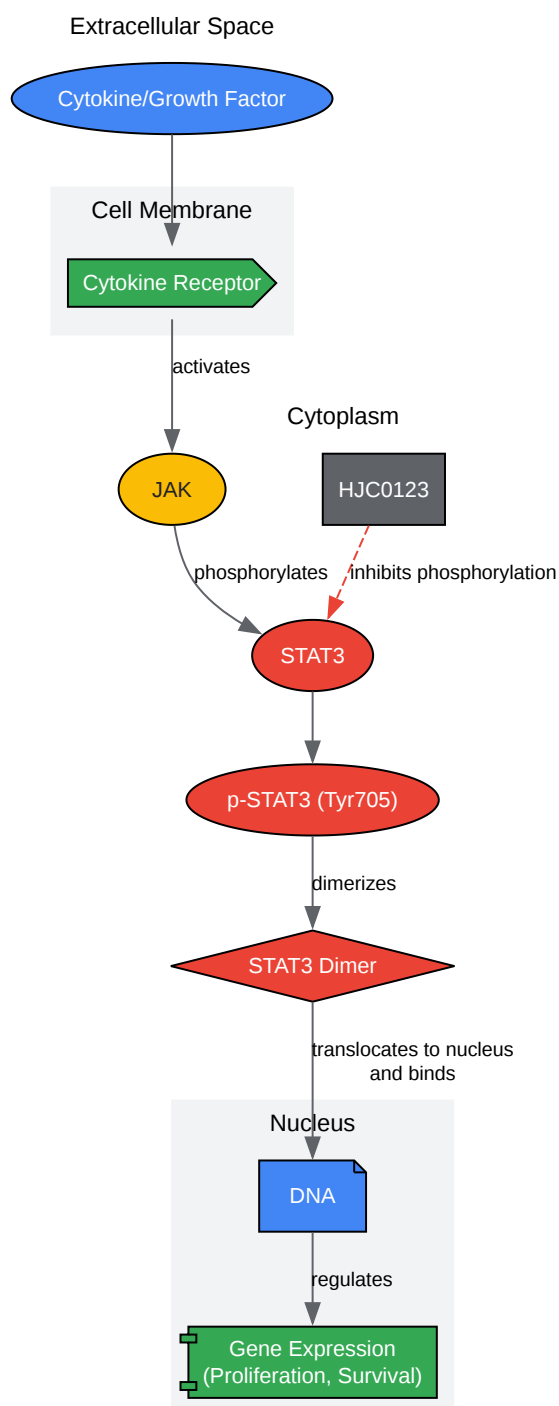 Extracellular Space
Cytokine/Growth Factor
Cell Membrane
Cytokine Receptor
activates
Cytoplasm
JAK
HJC0123
phosphorylates
inhibits phosphorylation
STAT3
p-STAT3 (Tyr705)
dimerizes
STAT3 Dimer
translocates to nucleus
and binds
Nucleus
DNA
regulates
Gene Expression
(Proliferation, Survival)